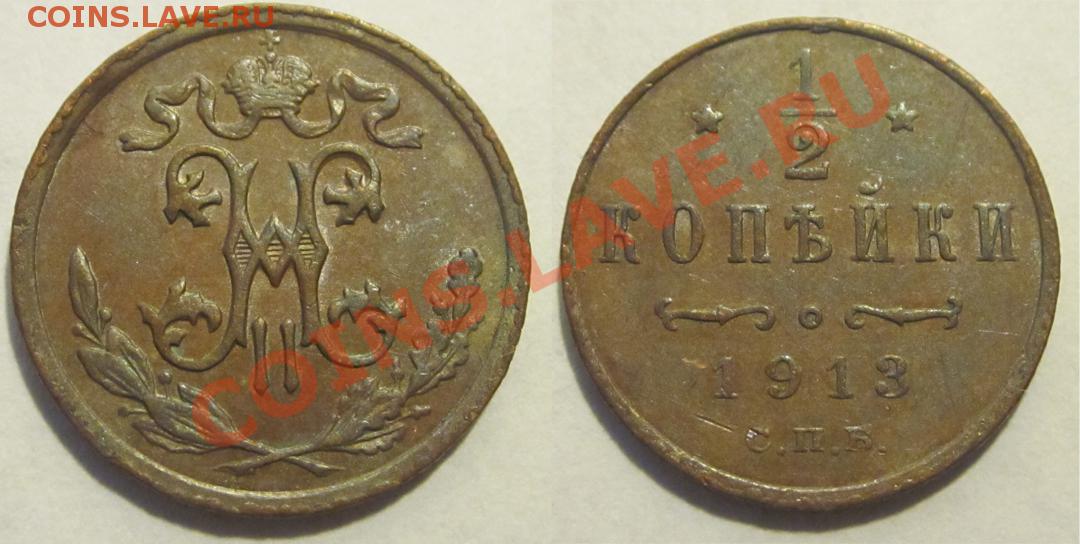 COINS.LAVE.RU
COINS.LAVE.RU
1
2
КОПѢЙКИ
1913
С.П.Б.